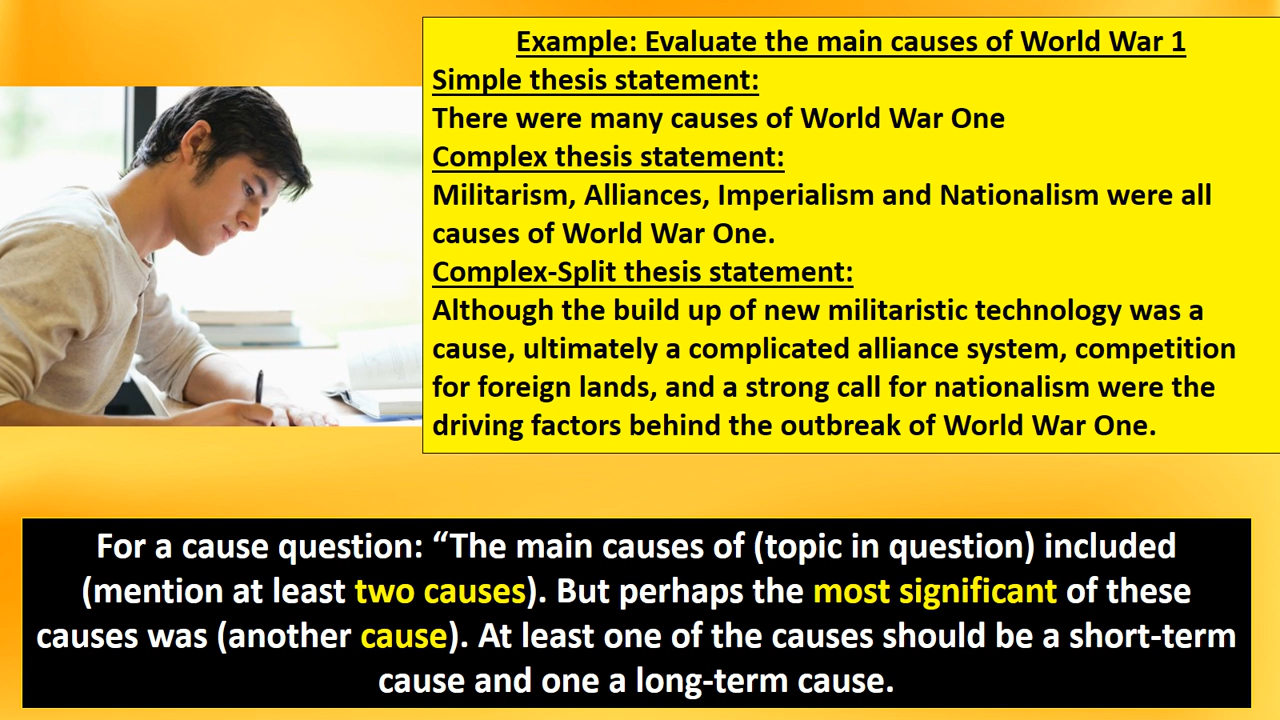 Example: Evaluate the main causes of World War 1
Simple thesis statement:
There were many causes of World War One
Complex thesis statement:
Militarism, Alliances, Imperialism and Nationalism were all
causes of World War One.
Complex-Split thesis statement:
Although the build up of new militaristic technology was a
cause, ultimately a complicated alliance system, competition
for foreign lands, and a strong call for nationalism were the
driving factors behind the outbreak of World War One.
For a cause question: “The main causes of (topic in question) included
(mention at least two causes). But perhaps the most significant of these
causes was (another cause). At least one of the causes should be a short-term
cause and one a long-term cause.